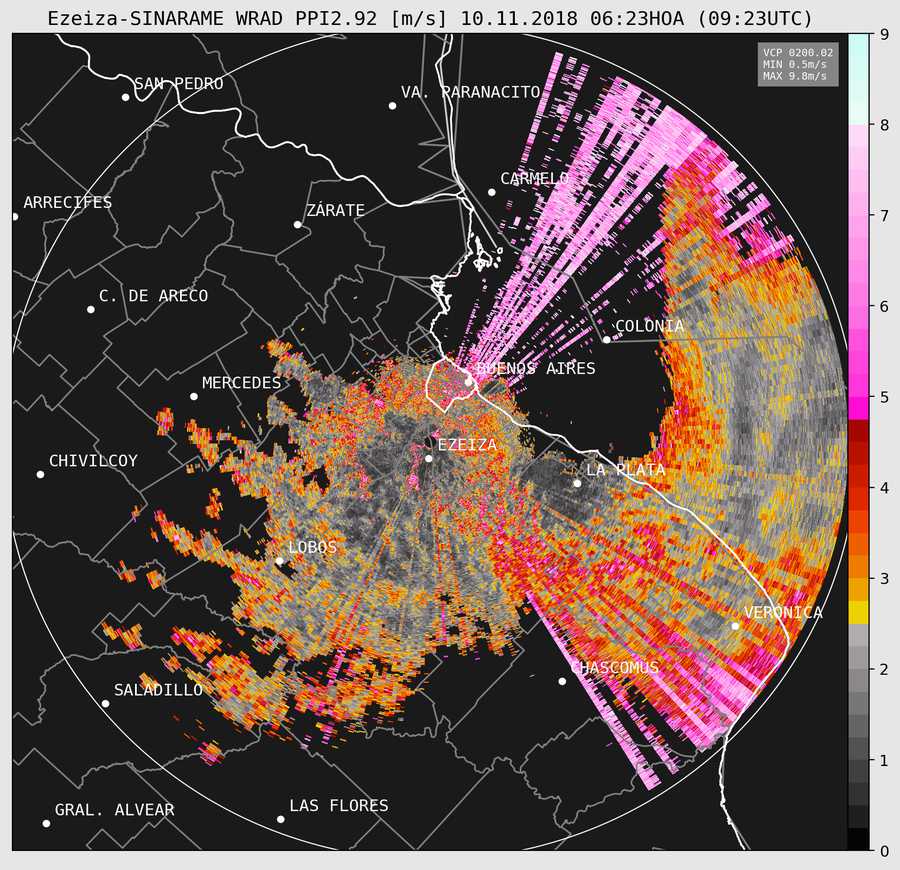 Ezeiza-SINARAME WRAD PPI2.92 [m/s] 10.11.2018 06:23HOA (09:23UTC)
VCP 0200.02
MIN 0.5m/s
MAX 9.8m/s
9
8
7
6
5
4
3
2
1
0
SAN PEDRO
VA. PARANACITO
CARMELO
ARRECIFES
ZÁRATE
C. DE ARECO
COLONIA
BUENOS AIRES
MERCEDES
EZEIZA
CHIVILCOY
LA PLATA
LOBOS
VERONICA
CHASCOMUS
SALADILLO
LAS FLORES
GRAL. ALVEAR